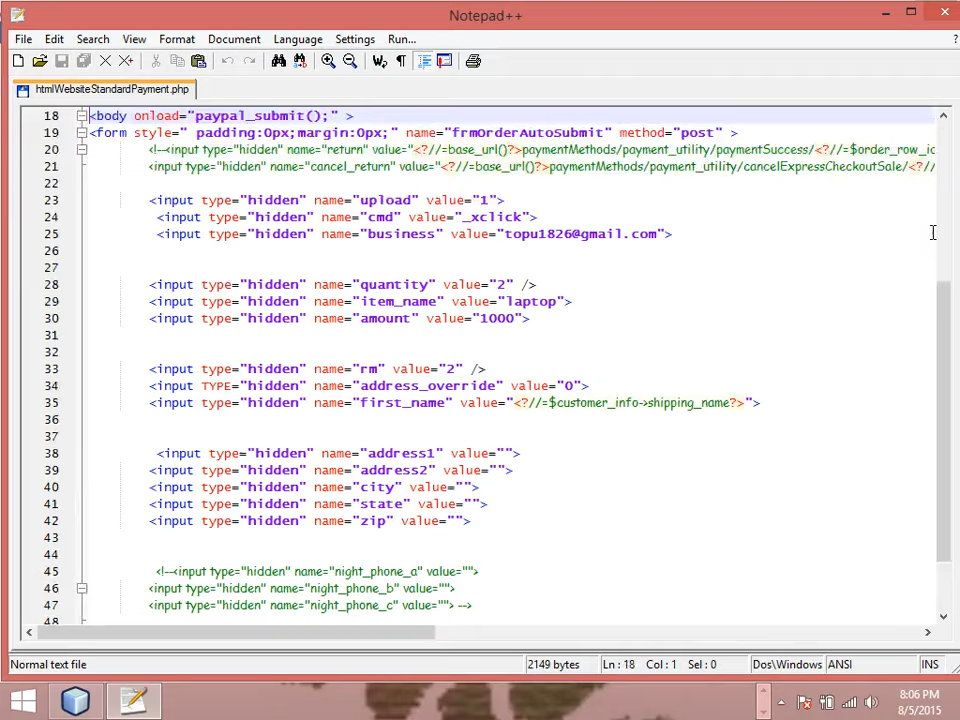 Notepad++
File Edit Search View Format Language Settings Run... ?
htmlWebsiteStandardPayment.php
18 <body onload="paypal_submit();" >
19 <form style=" padding:0px;margin:0px;" name="frmOrderAutoSubmit" method="post" >
20 <!--<input type="hidden" name="return" value="<?//=base_url()?>paymentMethods/payment_utility/paymentSuccess/<?//=$order_row_ic
21 <input type="hidden" name="cancel_return" value="<?//=base_url()?>paymentMethods/payment_utility/cancelExpressCheckoutSale/<?//
22
23 <input type="hidden" name="upload" value="1">
24 <input type="hidden" name="cmd" value="_xclick">
25 <input type="hidden" name="business" value="topu1826@gmail.com">
26
27
28 <input type="hidden" name="quantity" value="2" />
29 <input type="hidden" name="item_name" value="laptop">
30 <input type="hidden" name="amount" value="1000">
31
32
33 <input type="hidden" name="rm" value="2" />
34 <input TYPE="hidden" name="address_override" value="0">
35 <input type="hidden" name="first_name" value="<?//=$customer_info->shipping_name?>">
36
37
38 <input type="hidden" name="address1" value="">
39 <input type="hidden" name="address2" value="">
40 <input type="hidden" name="city" value="">
41 <input type="hidden" name="state" value="">
42 <input type="hidden" name="zip" value="">
43
44
45 <!--<input type="hidden" name="night_phone_a" value="">
46 <input type="hidden" name="night_phone_b" value="">
47 <input type="hidden" name="night_phone_c" value=""> -->
48
Normal text file 2149 bytes Ln : 18 Col : 1 Sel : 0 Dos\Windows ANSI INS
8:06 PM
8/5/2015